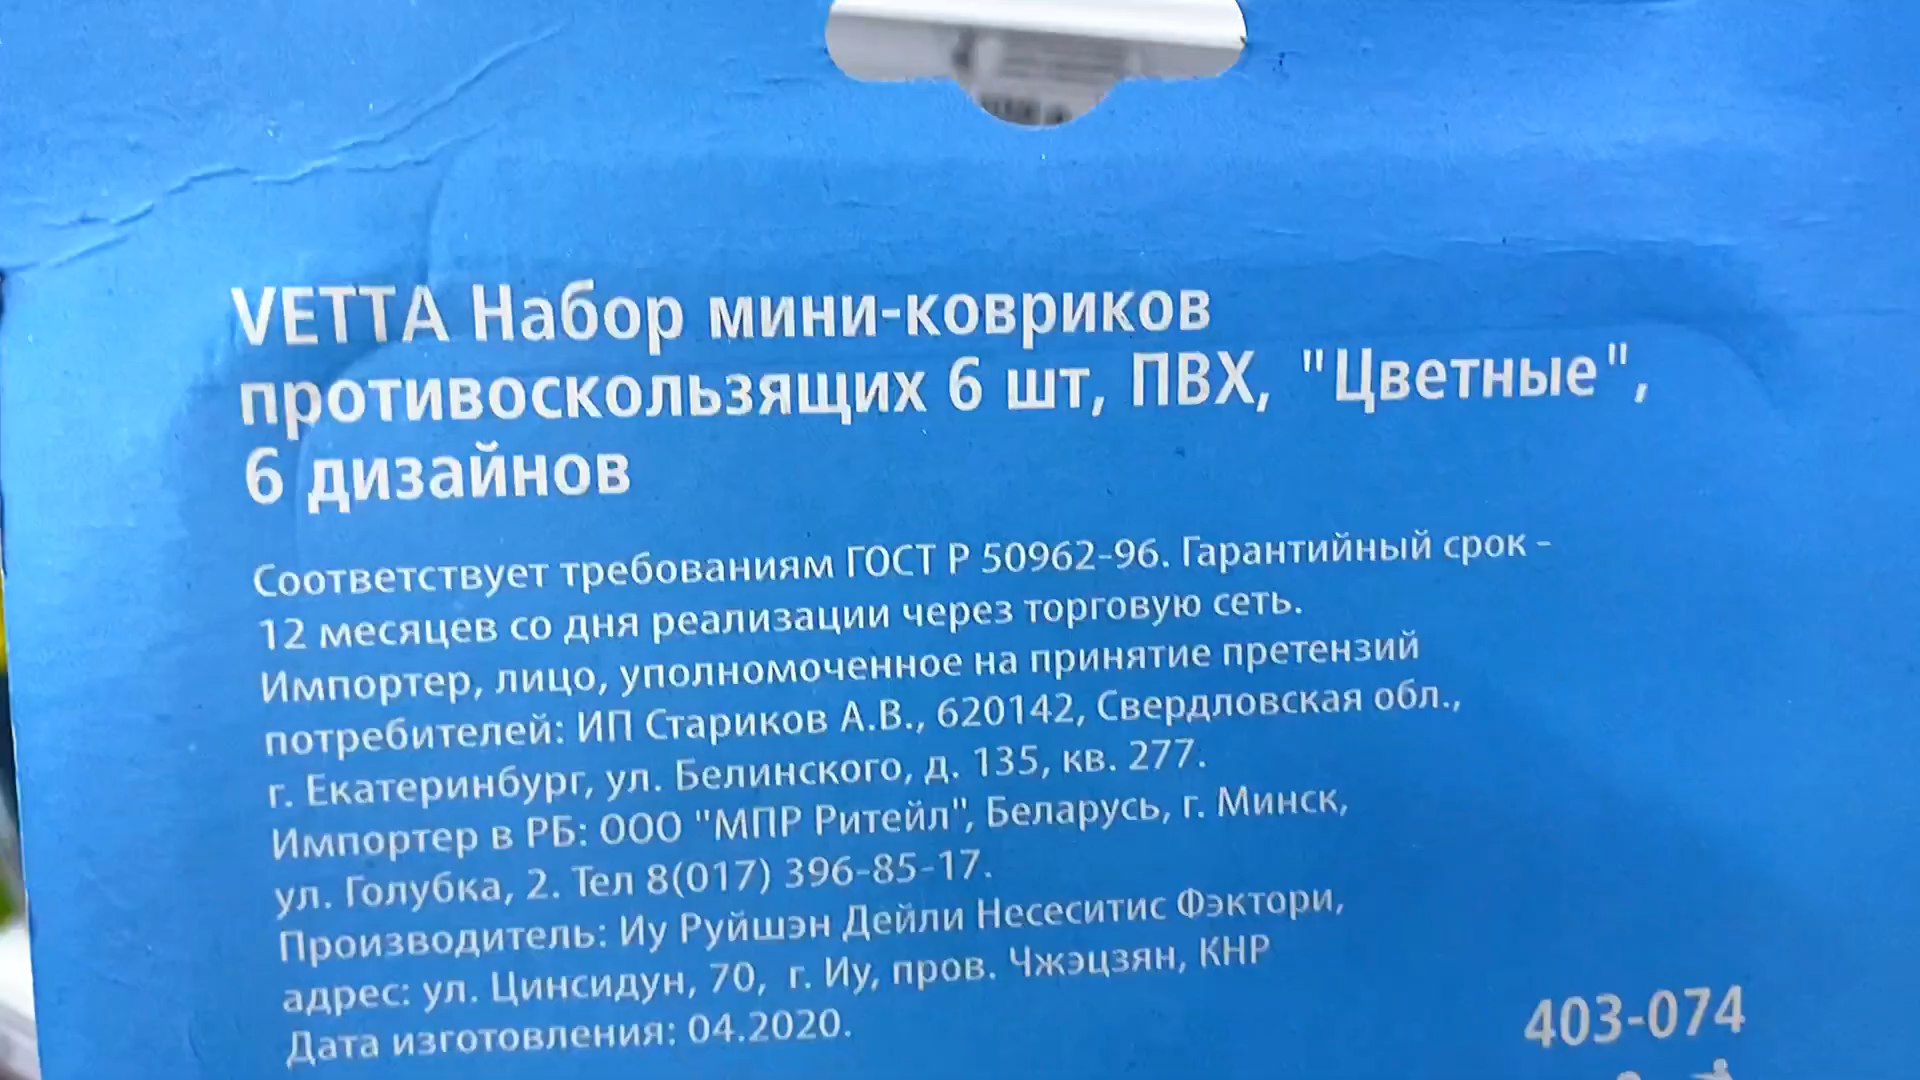 VETTA Набор мини-ковриков
противоскользящих 6 шт, ПВХ, "Цветные",
6 дизайнов
Соответствует требованиям ГОСТ Р 50962-96. Гарантийный срок -
12 месяцев со дня реализации через торговую сеть.
Импортер, лицо, уполномоченное на принятие претензий
потребителей: ИП Стариков А.В., 620142, Свердловская обл.,
г. Екатеринбург, ул. Белинского, д. 135, кв. 277.
Импортер в РБ: ООО "МПР Ритейл", Беларусь, г. Минск,
ул. Голубка, 2. Тел 8(017) 396-85-17.
Производитель: Иу Руйшэн Дейли Несеситис Фэктори,
адрес: ул. Цинсидун, 70, г. Иу, пров. Чжэцзян, КНР
Дата изготовления: 04.2020.
403-074